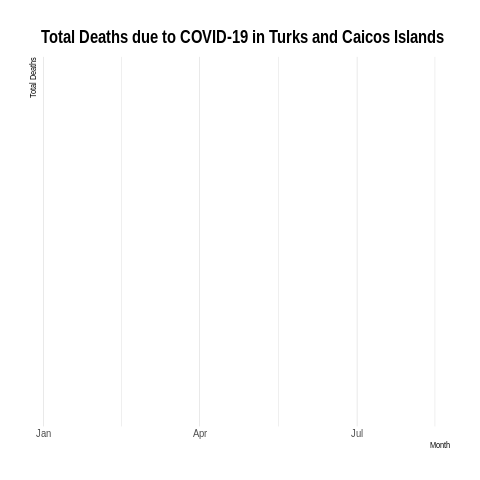 Total Deaths due to COVID-19 in Turks and Caicos Islands
Total Deaths
Jan
Apr
Jul
Month